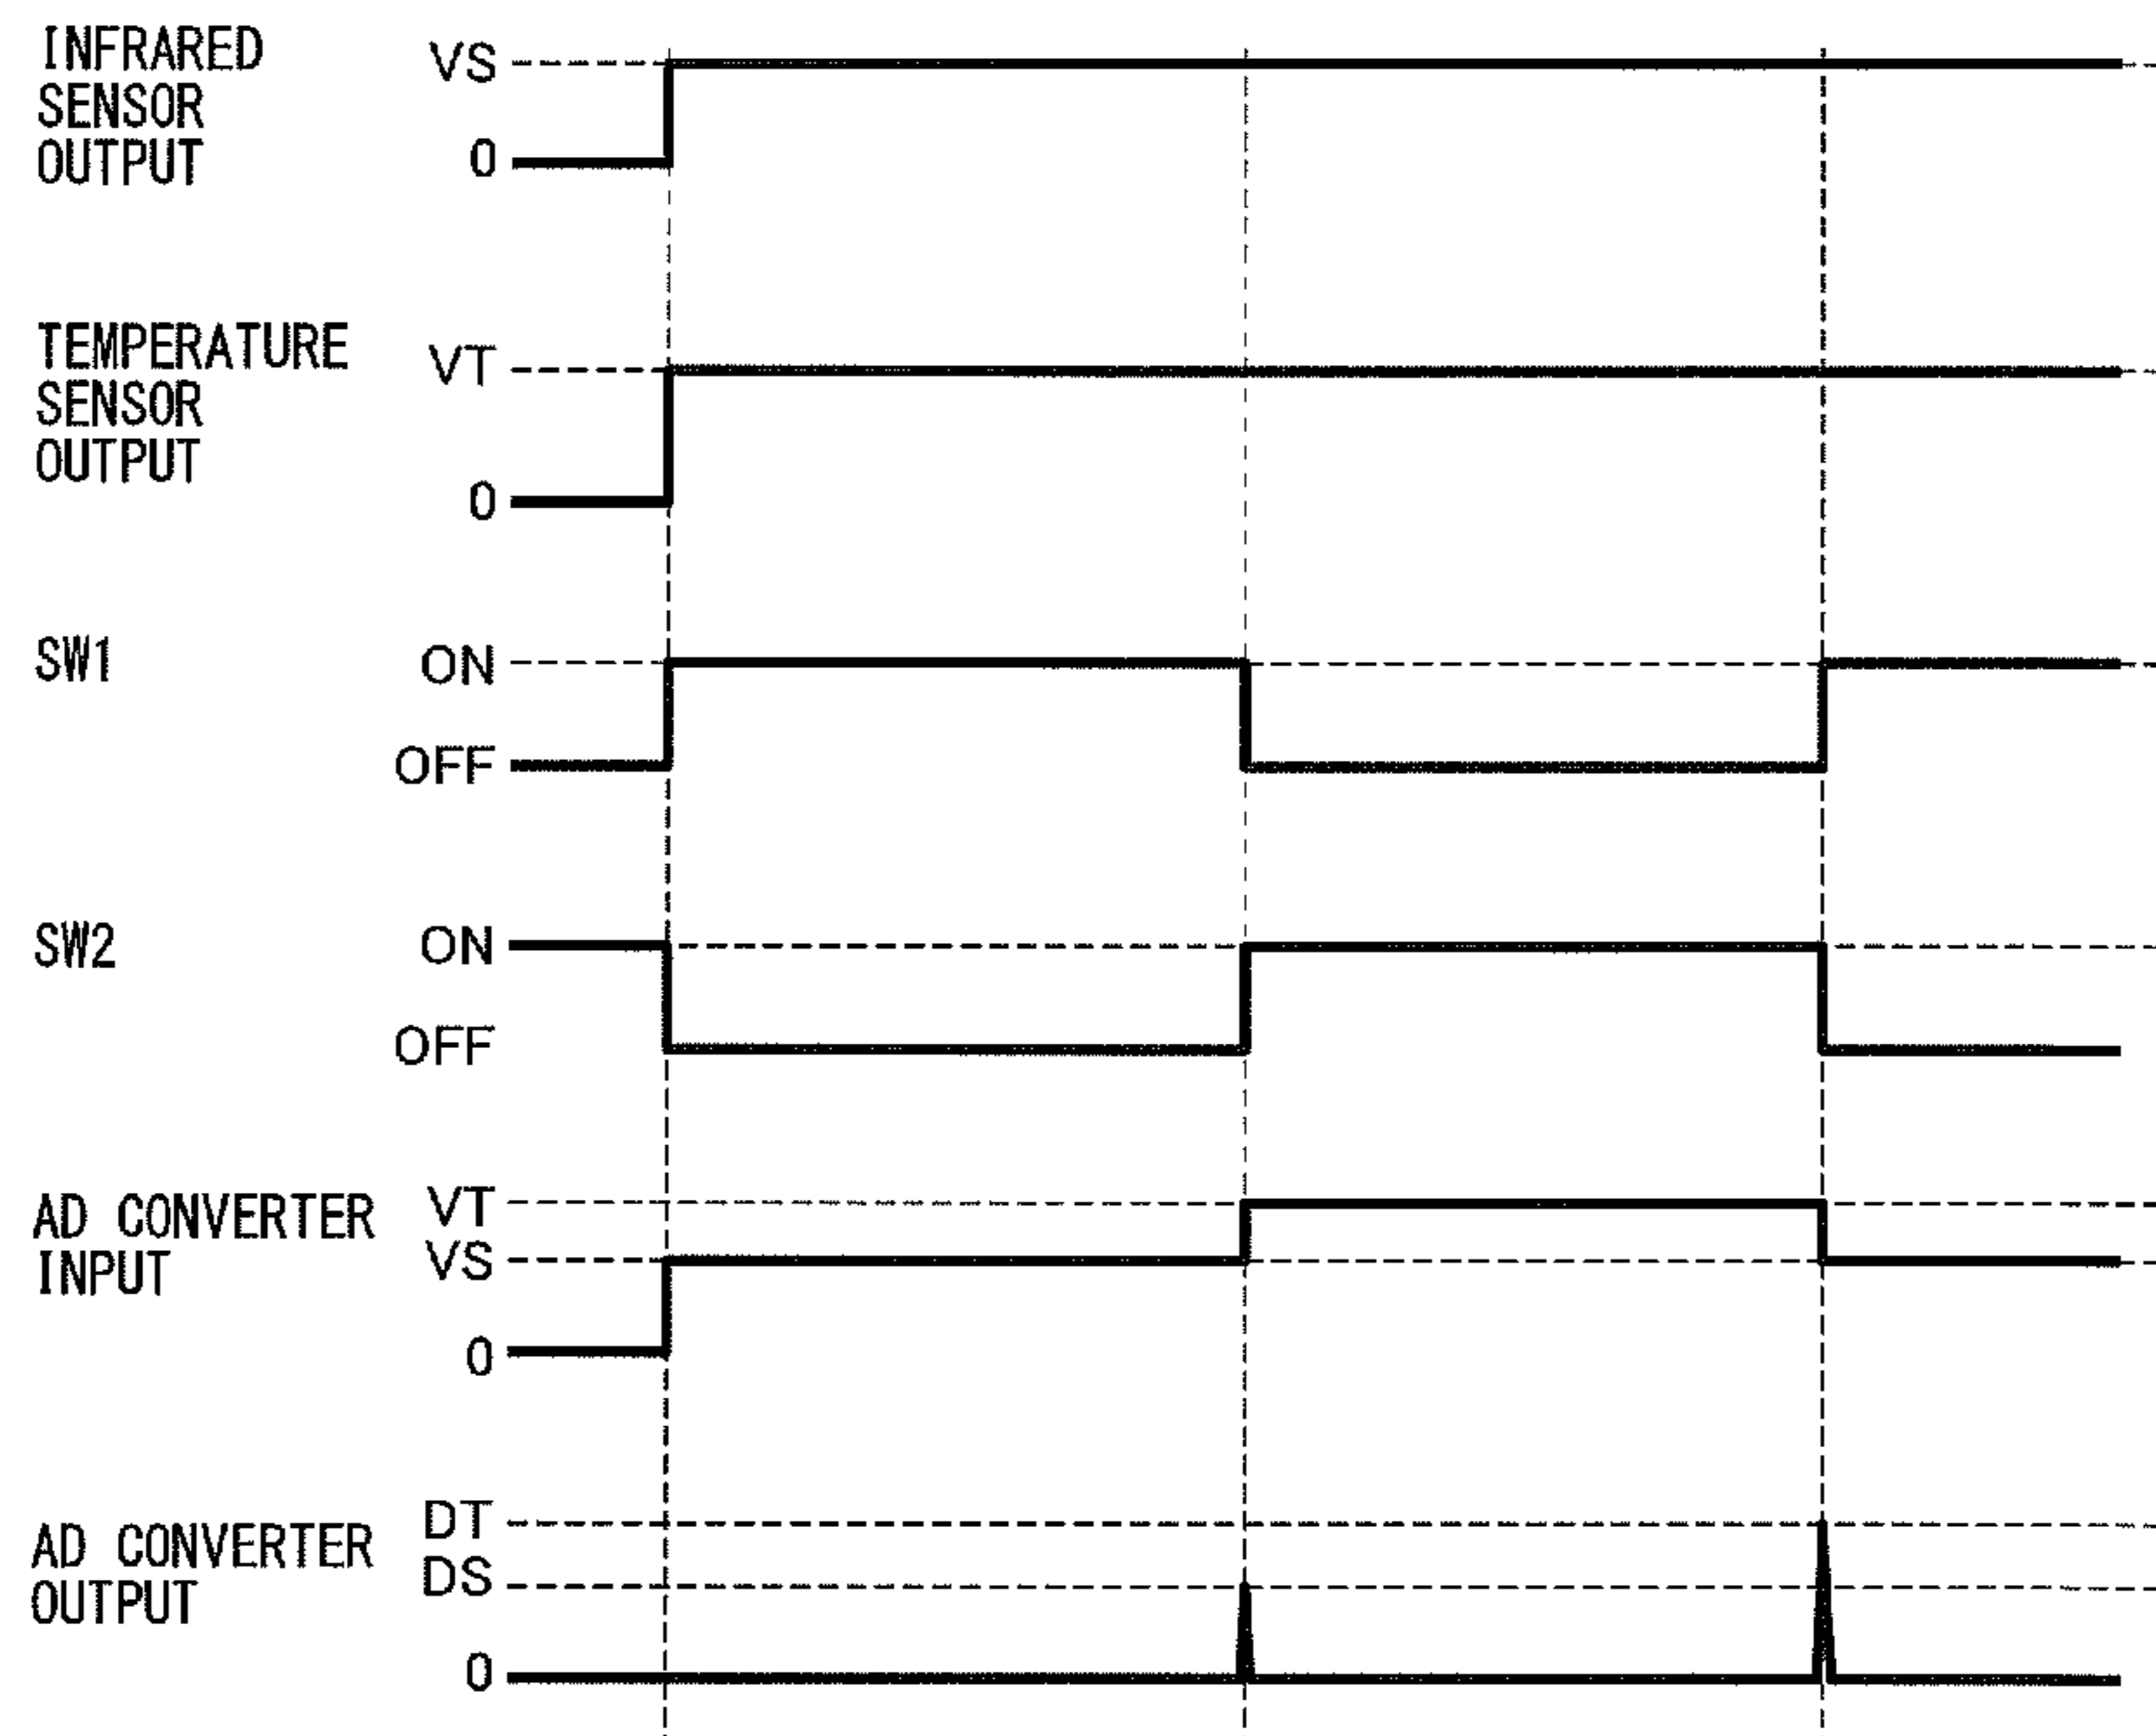 INFRARED
SENSOR
OUTPUT
VS
0
TEMPERATURE
SENSOR
OUTPUT
VT
0
SW1
ON
OFF
SW2
ON
OFF
AD CONVERTER
INPUT
VT
VS
0
AD CONVERTER
OUTPUT
DT
DS
0